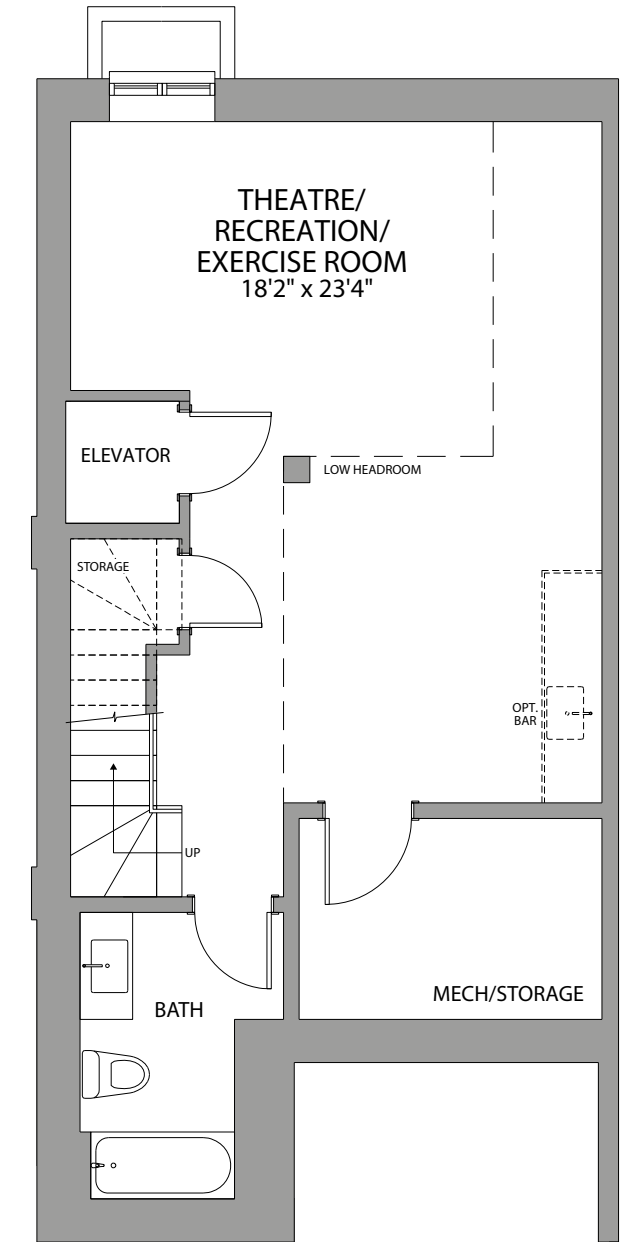 THEATRE/
RECREATION/
EXERCISE ROOM
18'2" x 23'4"
ELEVATOR
LOW HEADROOM
STORAGE
OPT.
BAR
UP
MECH/STORAGE
BATH